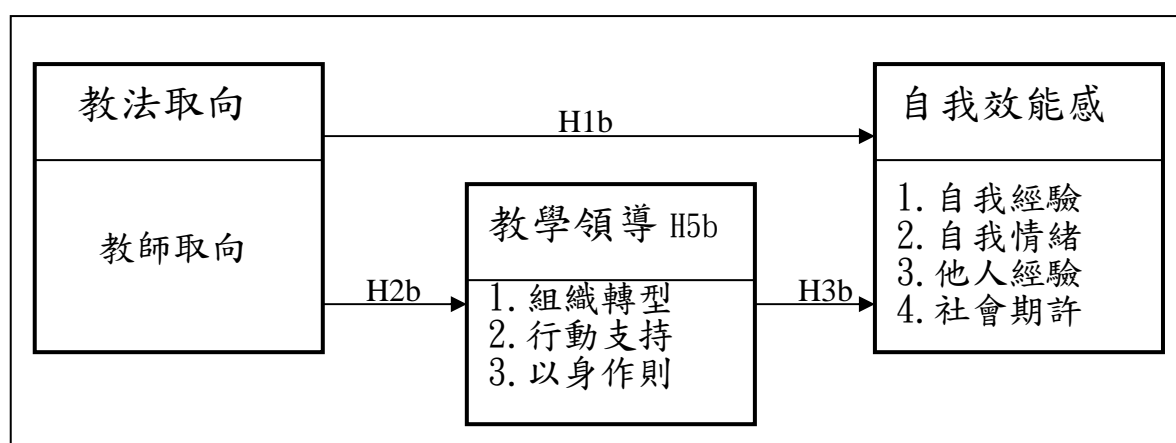 教法取向
教師取向
H1b
H2b
教學領導 H5b
1. 組織轉型
2. 行動支持
3. 以身作則
H3b
自我效能感
1. 自我經驗
2. 自我情緒
3. 他人經驗
4. 社會期許